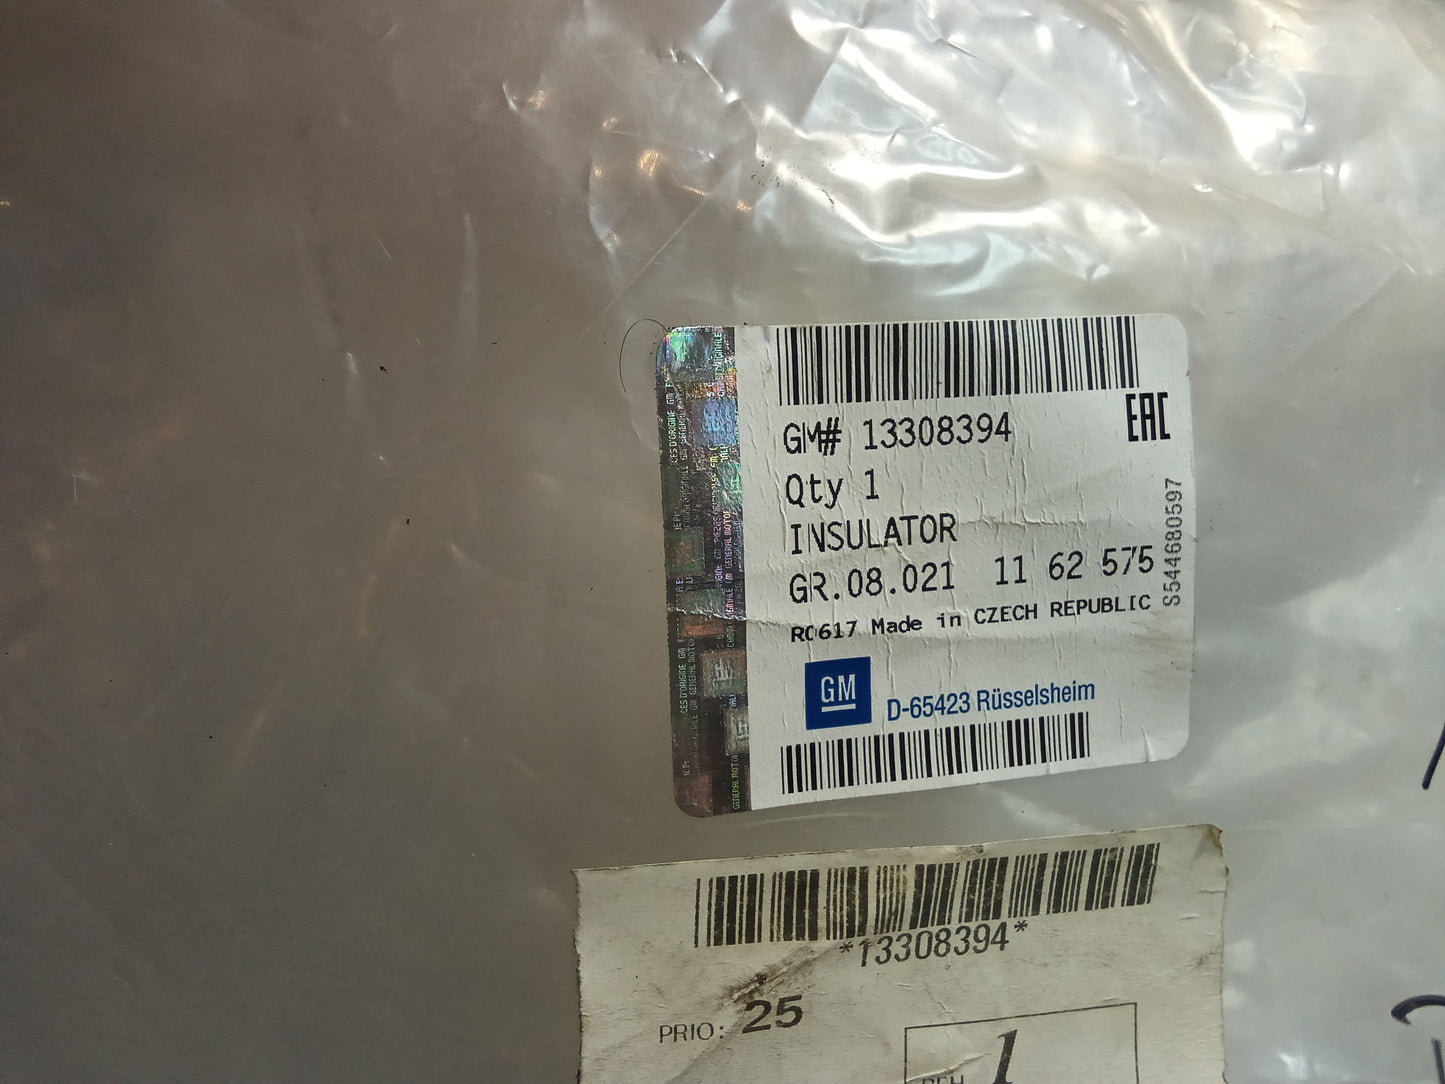 GM# 13308394
EAC
Qty 1
INSULATOR
GR.08.021 11 62 575
R0617 Made in CZECH REPUBLIC
S544680597
GM
D-65423 Rüsselsheim
*13308394*
PRIO: 25
1